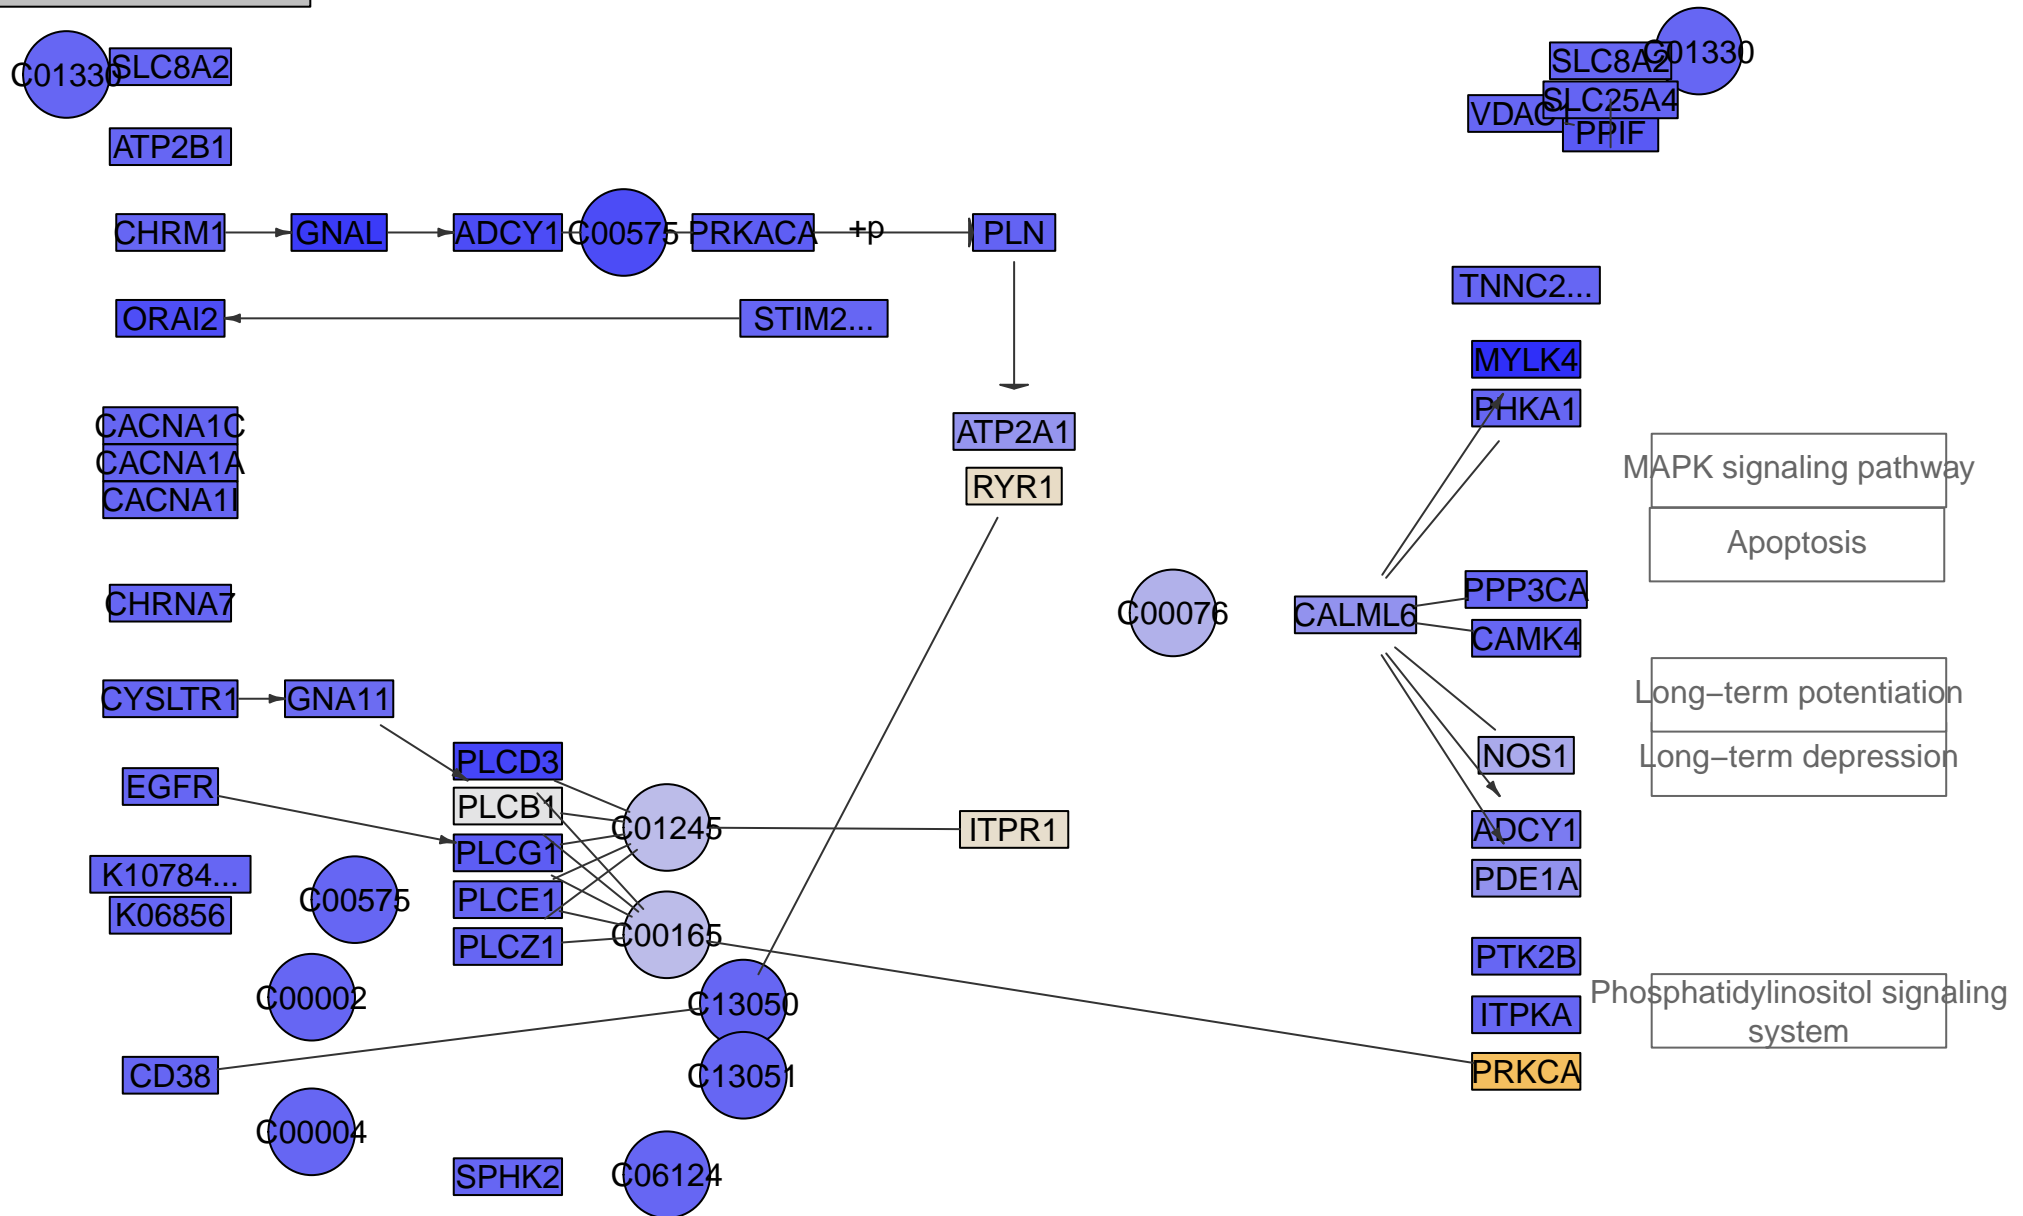 C01330
SLC8A2
SLC8A2
C01330
SLC25A4
VDAC1
PPIF
ATP2B1
CHRM1
GNAL
ADCY1
C00575
PRKACA
+p
PLN
TNNC2...
ORAI2
STIM2...
MYLK4
PHKA1
CACNA1C
CACNA1A
CACNA1I
ATP2A1
RYR1
MAPK signaling pathway
Apoptosis
CHRNA7
C00076
CALML6
PPP3CA
CAMK4
CYSLTR1
GNA11
Long−term potentiation
Long−term depression
NOS1
PLCD3
EGFR
PLCB1
C01245
ITPR1
ADCY1
PLCG1
K10784...
K06856
C00575
PLCE1
PDE1A
C00165
PLCZ1
PTK2B
C00002
C13050
ITPKA
Phosphatidylinositol signaling
system
CD38
C13051
PRKCA
C00004
SPHK2
C06124